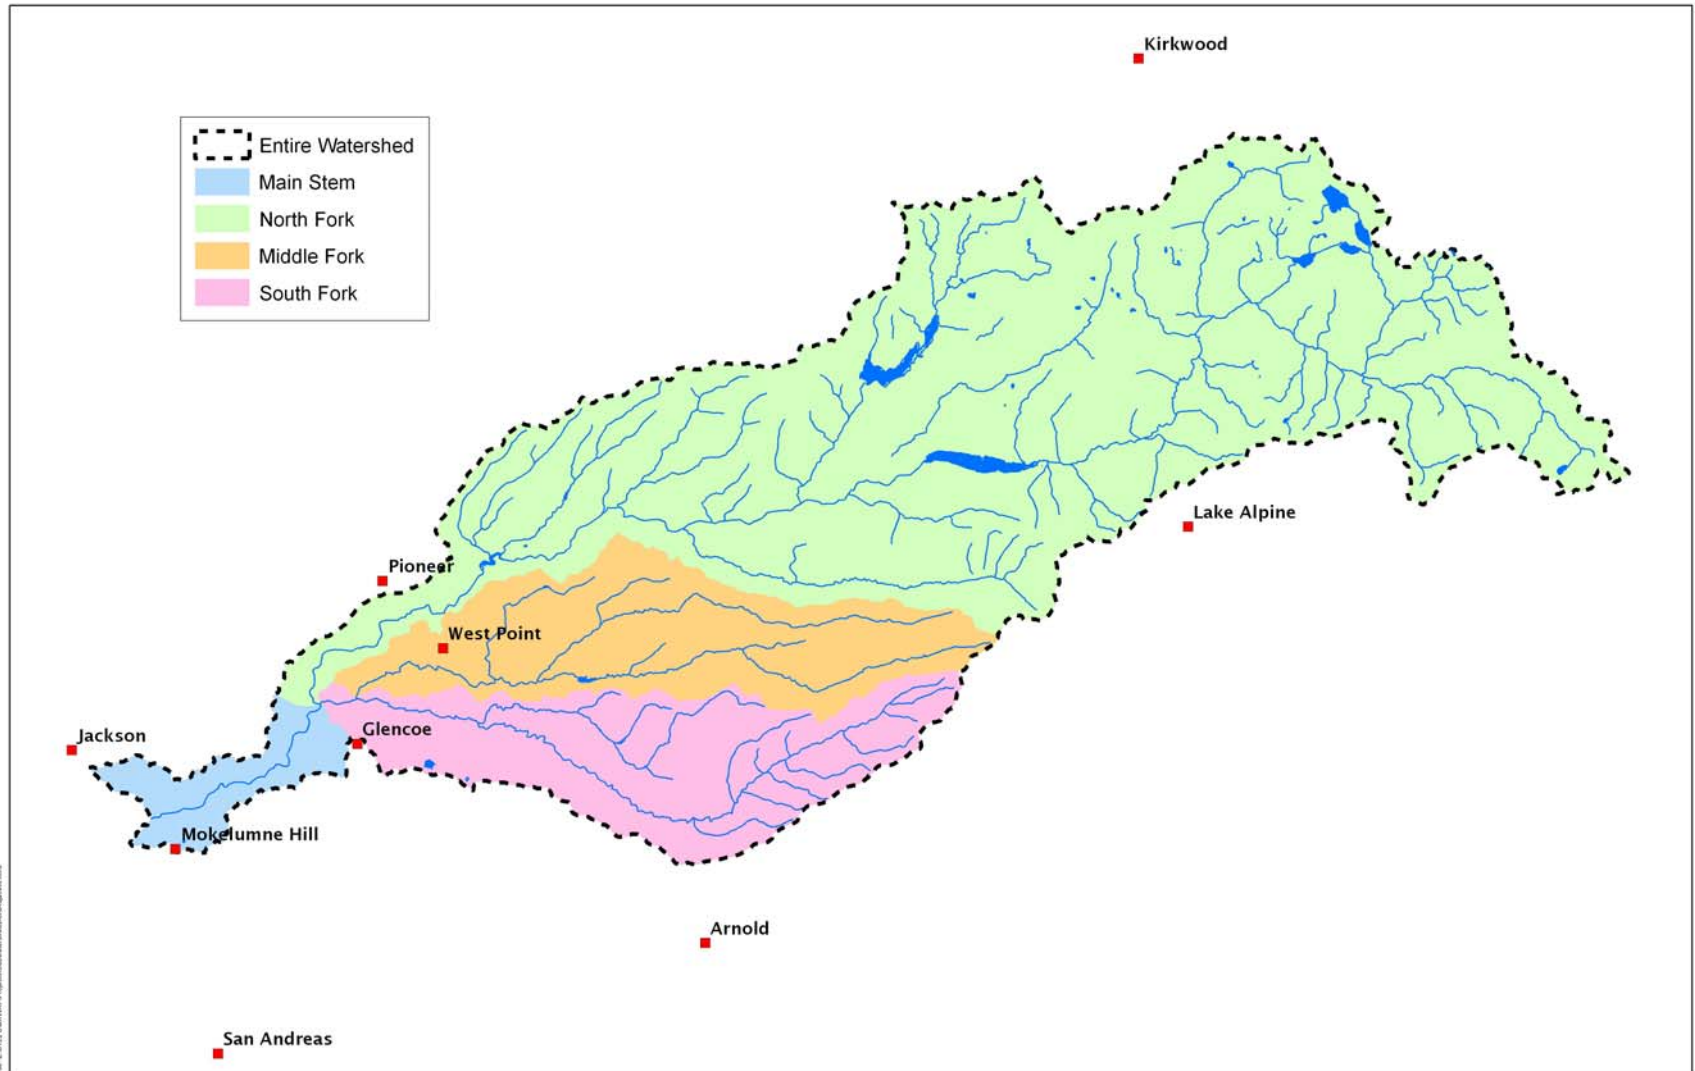 Kirkwood
Entire Watershed
Main Stem
North Fork
Middle Fork
South Fork
Lake Alpine
Pioneer
West Point
Glencoe
Jackson
Mokelumne Hill
Arnold
San Andreas